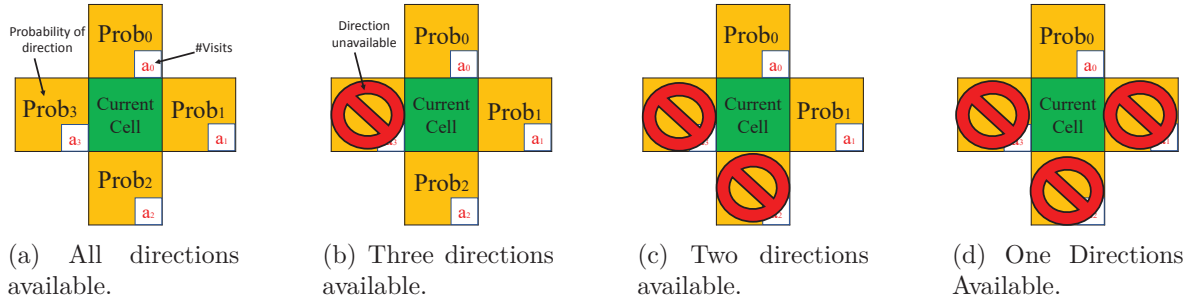 Probability of
direction
Prob0
#Visits
a0
Prob3
a3
Current
Cell
Prob1
a1
Prob2
a2
(a) All directions
available.
Direction
unavailable
Prob0
a0
Current
Cell
Prob1
a1
Prob2
a2
(b) Three directions
available.
Prob0
a0
Current
Cell
Prob1
a1
(c) Two directions
available.
Prob0
a0
Current
Cell
(d) One Directions
Available.